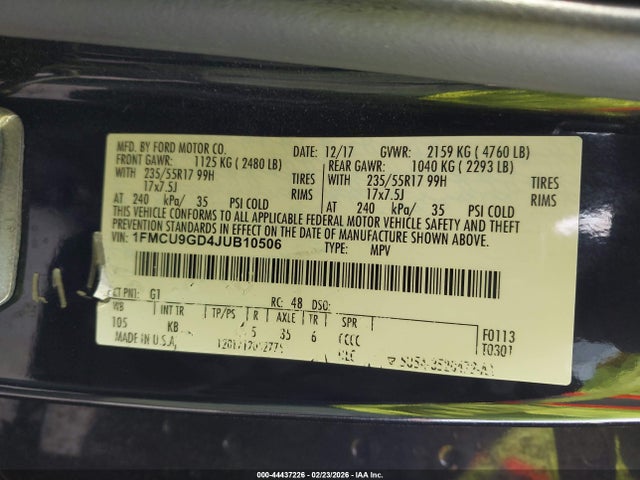 MFD. BY FORD MOTOR CO. DATE: 12/17 GVWR: 2159 KG ( 4760 LB)
FRONT GAWR: 1125 KG ( 2480 LB) REAR GAWR: 1040 KG ( 2293 LB)
WITH 235/55R17 99H TIRES WITH 235/55R17 99H TIRES
17x7.5J RIMS 17x7.5J RIMS
AT 240 kPa/ 35 PSI COLD AT 240 kPa/ 35 PSI COLD
THIS VEHICLE CONFORMS TO ALL APPLICABLE FEDERAL MOTOR VEHICLE SAFETY AND THEFT
PREVENTION STANDARDS IN EFFECT ON THE DATE OF MANUFACTURE SHOWN ABOVE.
VIN: 1FMCU9GD4JUB10506 TYPE: MPV
EXT PNT: G1 RC: 48 DSO:
WB INT TR TP/PS R AXLE TR SPR
105 KB 5 35 6 CCCC F0113
MADE IN U.S.A. T0301
000-44437226 - 02/23/2026 - IAA Inc.